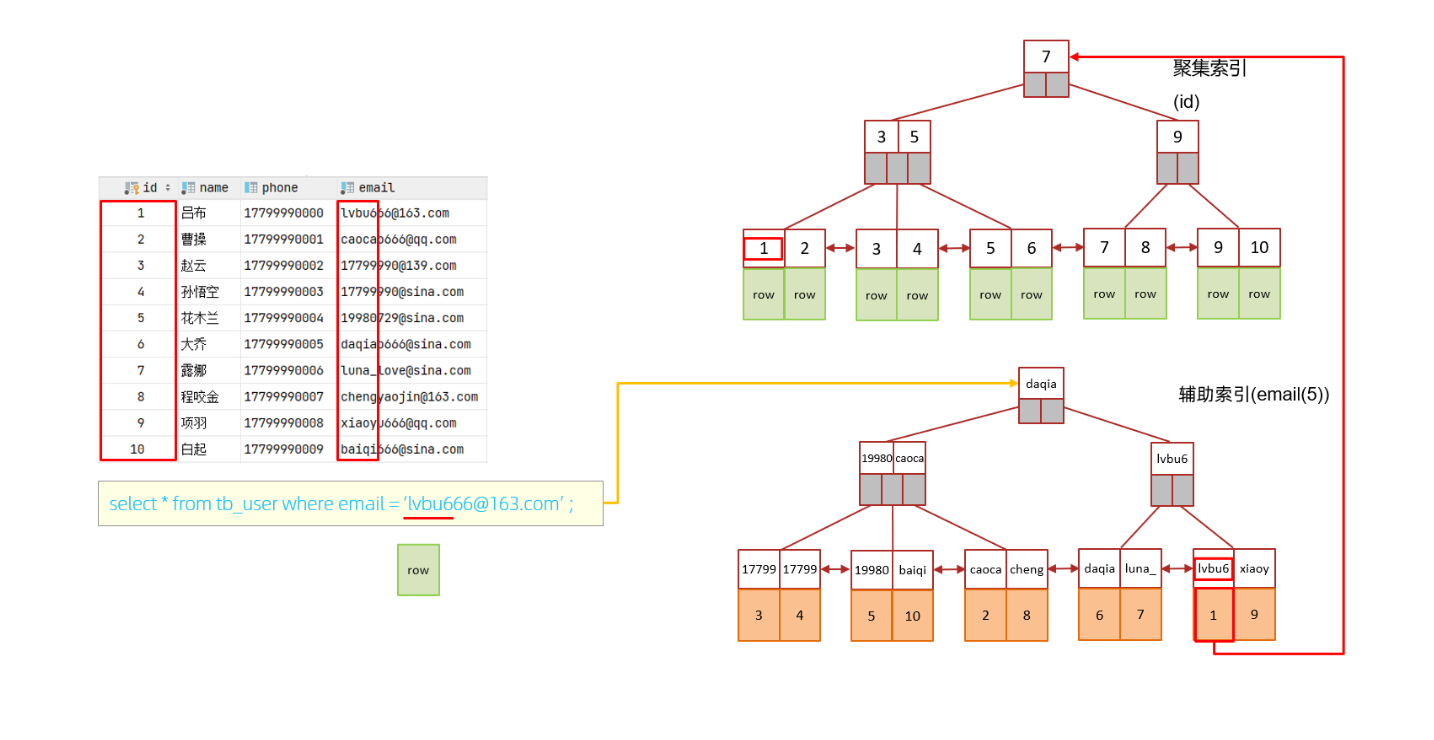 id name phone email
1 吕布 17799990000 lvbu666@163.com
2 曹操 17799990001 caocao666@qq.com
3 赵云 17799990002 17799990@139.com
4 孙悟空 17799990003 17799990@sina.com
5 花木兰 17799990004 19980729@sina.com
6 大乔 17799990005 daqiao666@sina.com
7 露娜 17799990006 luna_love@sina.com
8 程咬金 17799990007 chengyaojin@163.com
9 项羽 17799990008 xiaoyu666@qq.com
10 白起 17799990009 baiqi666@sina.com
select * from tb_user where email = 'lvbu666@163.com' ;
row
7
聚集索引
(id)
3 5 9
1 2 3 4 5 6 7 8 9 10
row row row row row row row row row row
daqia
辅助索引(email(5))
19980 caoca lvbu6
17799 17799 19980 baiqi caoca cheng daqia luna_ lvbu6 xiaoy
3 4 5 10 2 8 6 7 1 9